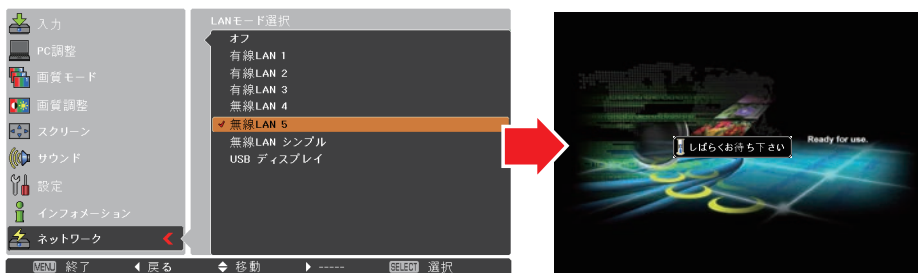 入力
PC調整
画質モード
画質調整
スクリーン
サウンド
設定
インフォメーション
ネットワーク
LANモード選択
オフ
有線LAN 1
有線LAN 2
有線LAN 3
無線LAN 4
無線LAN 5
無線LAN シンプル
USB ディスプレイ
MENU 終了 戻る 移動 ----- SELECT 選択
しばらくお待ち下さい
Ready for use.